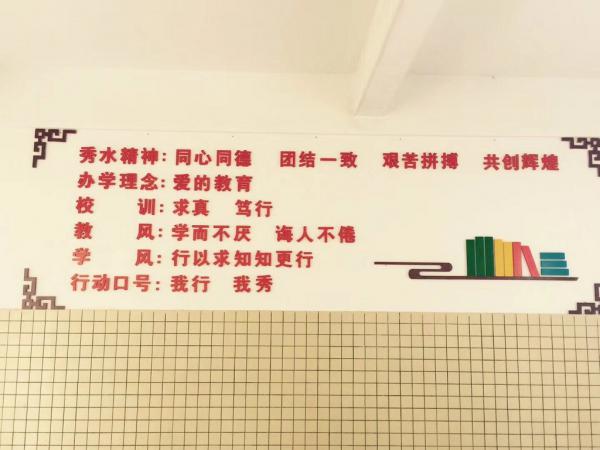 秀水精神：同心同德 团结一致 艰苦拼搏 共创辉煌
办学理念：爱的教育
校 训：求真 笃行
教 风：学而不厌 诲人不倦
学 风：行以求知知更行
行动口号：我行 我秀